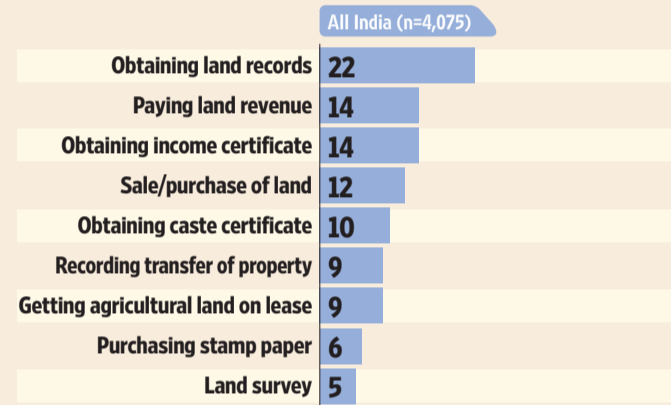 All India (n=4,075)
Obtaining land records 22
Paying land revenue 14
Obtaining income certificate 14
Sale/purchase of land 12
Obtaining caste certificate 10
Recording transfer of property 9
Getting agricultural land on lease 9
Purchasing stamp paper 6
Land survey 5